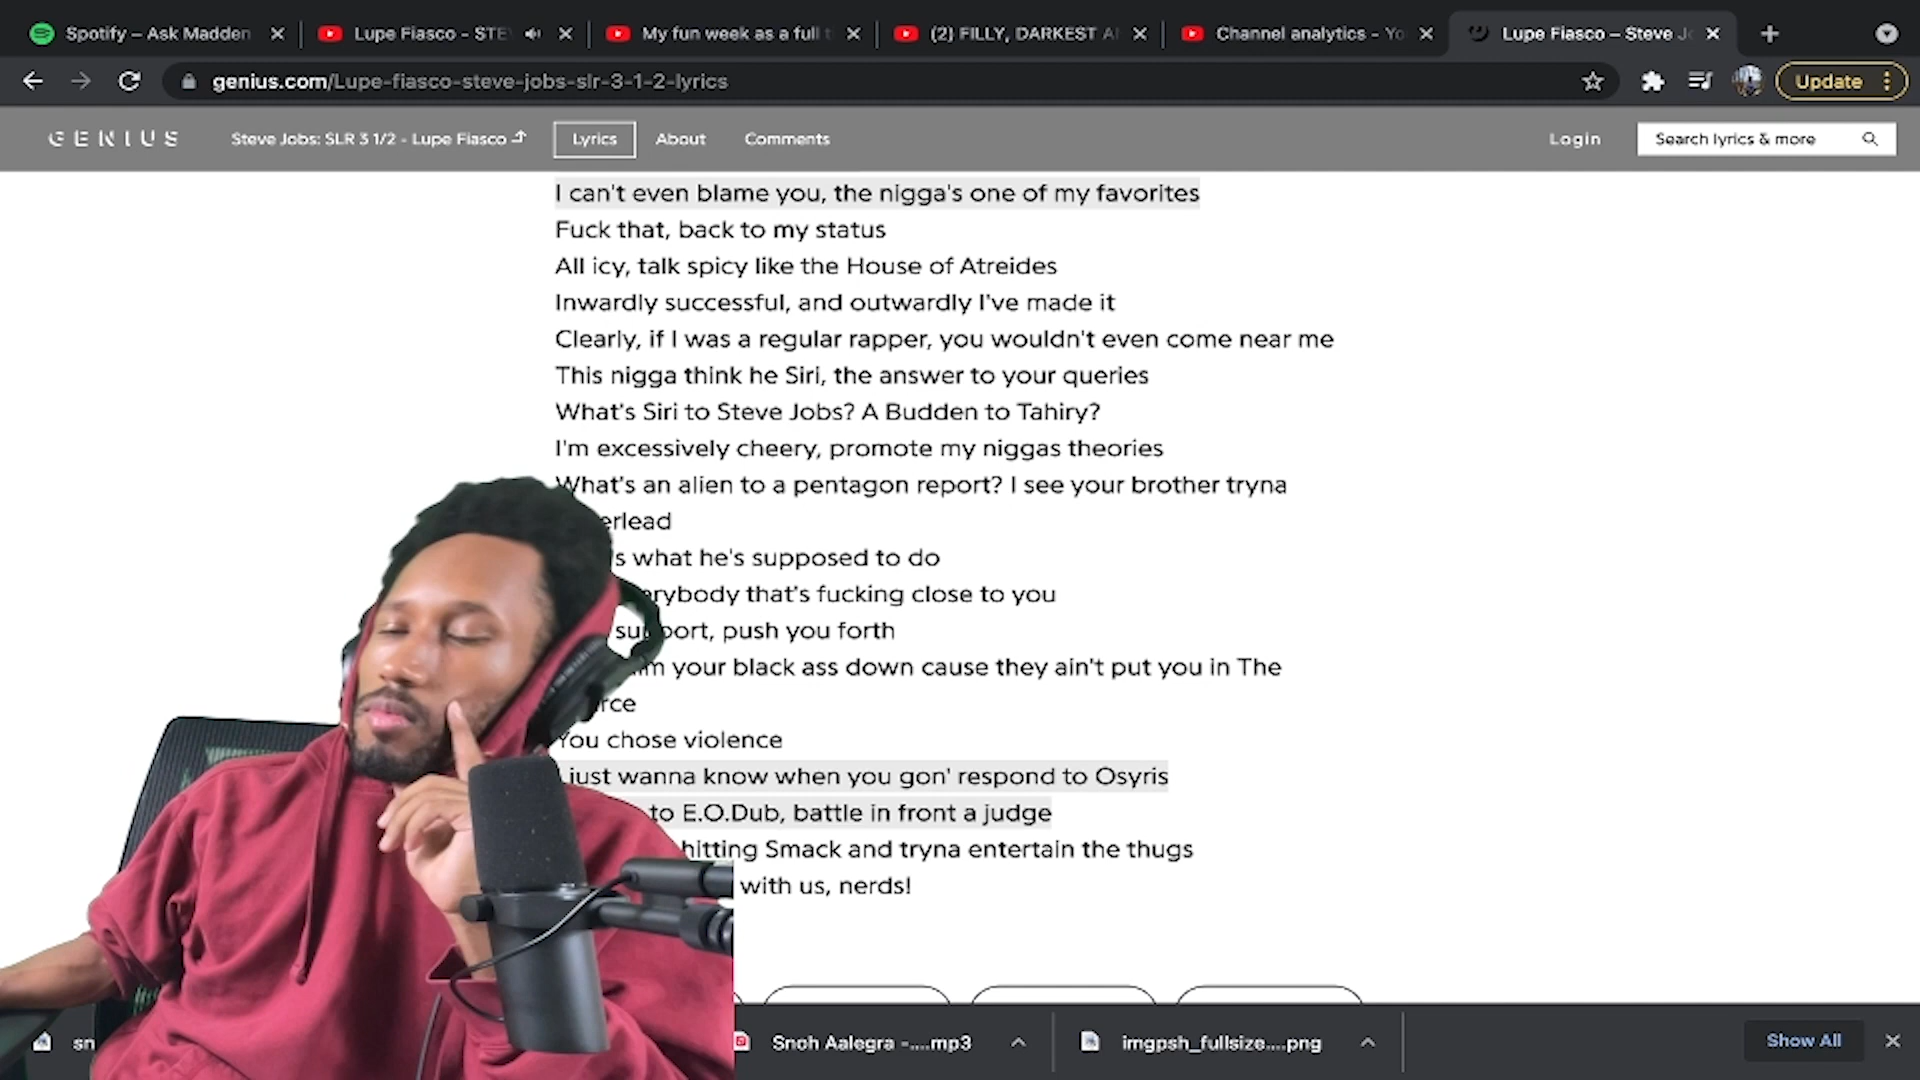 Spotify – Ask Madden
Lupe Fiasco - STE
My fun week as a full t
(2) FILLY, DARKEST A
Channel analytics - Yo
Lupe Fiasco – Steve J
genius.com/Lupe-fiasco-steve-jobs-slr-3-1-2-lyrics
Update
GENIUS
Steve Jobs: SLR 3 1/2 - Lupe Fiasco
Lyrics
About
Comments
Login
Search lyrics & more
I can't even blame you, the nigga's one of my favorites
Fuck that, back to my status
All icy, talk spicy like the House of Atreides
Inwardly successful, and outwardly I've made it
Clearly, if I was a regular rapper, you wouldn't even come near me
This nigga think he Siri, the answer to your queries
What's Siri to Steve Jobs? A Budden to Tahiry?
I'm excessively cheery, promote my niggas theories
What's an alien to a pentagon report? I see your brother tryna
erlead
s what he's supposed to do
rybody that's fucking close to you
support, push you forth
m your black ass down cause they ain't put you in The
rce
You chose violence
I just wanna know when you gon' respond to Osyris
to E.O.Dub, battle in front a judge
hitting Smack and tryna entertain the thugs
with us, nerds!
sn
Snoh Aalegra -....mp3
imgpsh_fullsize....png
Show All